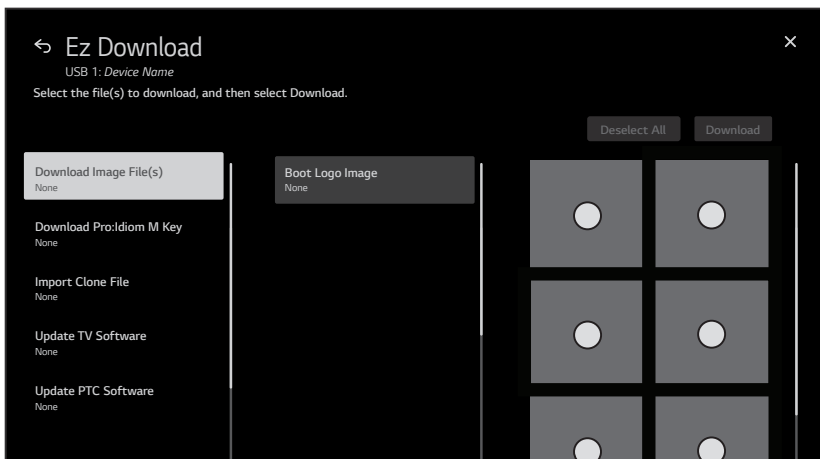 Ez Download
USB 1: Device Name
Select the file(s) to download, and then select Download.
Deselect All
Download
Download Image File(s)
None
Download Pro:Idiom M Key
None
Import Clone File
None
Update TV Software
None
Update PTC Software
None
Boot Logo Image
None